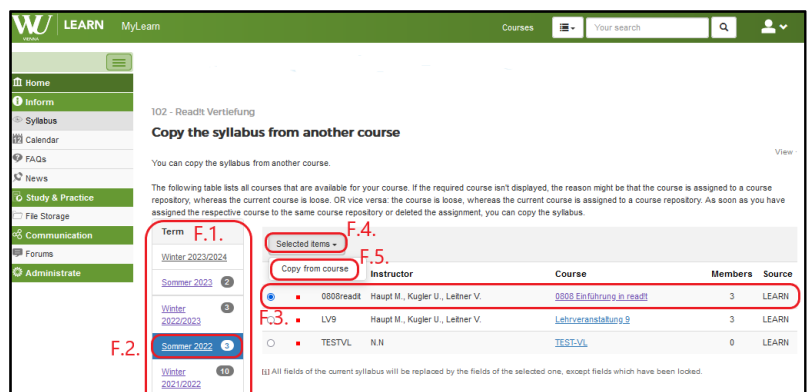 WU
VIENNA
LEARN MyLearn Courses Your search
Home
Inform
Syllabus
Calendar
FAQs
News
Study & Practice
File Storage
Communication
Forums
Administrate
102 - Read!t Vertiefung
Copy the syllabus from another course
View
You can copy the syllabus from another course.
The following table lists all courses that are available for your course. If the required course isn't displayed, the reason might be that the course is assigned to a course
repository, whereas the current course is loose. OR vice versa: the course is loose, whereas the current course is assigned to a course repository. As soon as you have
assigned the respective course to the same course repository or deleted the assignment, you can copy the syllabus.
Term F.1.
Winter 2023/2024
Sommer 2023 2
Winter 3
2022/2023
F.2. Sommer 2022 3
Winter 10
2021/2022
Selected items F.4.
Copy from course F.5.
Instructor Course Members Source
0808readit Haupt M., Kugler U., Leitner V. 0808 Einführung in read!t 3 LEARN
F.3. LV9 Haupt M., Kugler U., Leitner V. Lehrveranstaltung 9 3 LEARN
TESTVL N.N TEST-VL 0 LEARN
All fields of the current syllabus will be replaced by the fields of the selected one, except fields which have been locked.